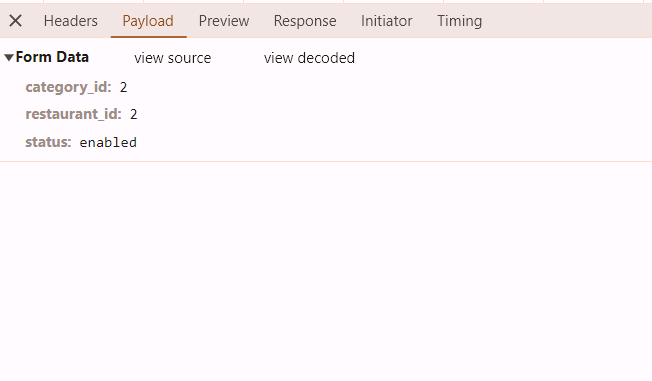 Headers Payload Preview Response Initiator Timing
Form Data view source view decoded
category_id: 2
restaurant_id: 2
status: enabled